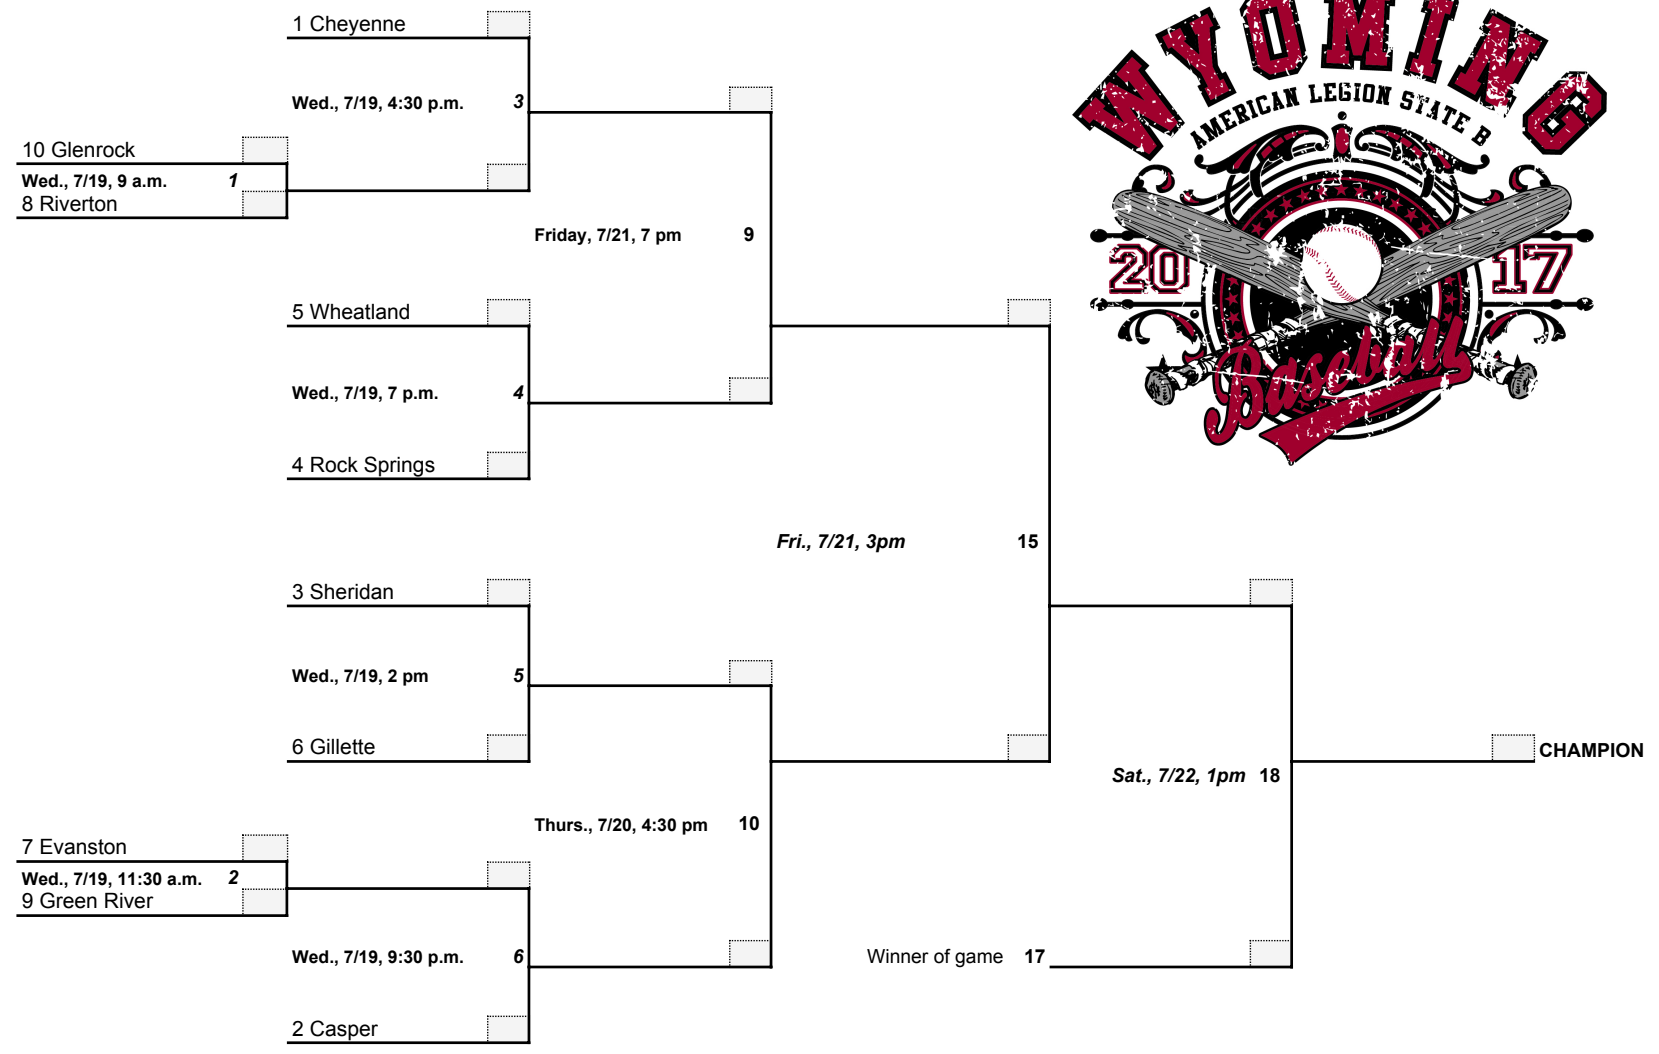 WYOMING
AMERICAN LEGION STATE B
20 17
Baseball
1 Cheyenne
Wed., 7/19, 4:30 p.m. 3
10 Glenrock
Wed., 7/19, 9 a.m. 1
8 Riverton
Friday, 7/21, 7 pm 9
5 Wheatland
Wed., 7/19, 7 p.m. 4
4 Rock Springs
Fri., 7/21, 3pm 15
3 Sheridan
Wed., 7/19, 2 pm 5
6 Gillette
CHAMPION
Sat., 7/22, 1pm 18
Thurs., 7/20, 4:30 pm 10
7 Evanston
Wed., 7/19, 11:30 a.m. 2
9 Green River
Wed., 7/19, 9:30 p.m. 6
Winner of game 17
2 Casper